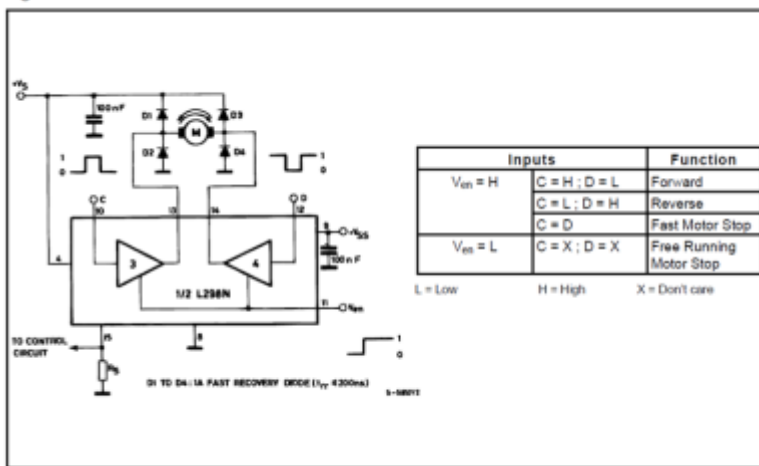 +Vs
100nF
D1
D3
M
D2
D4
1
0
1
0
C
D
10
13
14
12
9
+Vss
100nF
4
3
4
1/2 L298N
11
Ven
15
8
TO CONTROL
CIRCUIT
Rs
1
0
D1 TO D4: 1A FAST RECOVERY DIODE (trr ≤ 200ns)
Inputs
Function
Ven = H
C = H ; D = L
Forward
C = L ; D = H
Reverse
C = D
Fast Motor Stop
Ven = L
C = X ; D = X
Free Running
Motor Stop
L = Low
H = High
X = Don't care